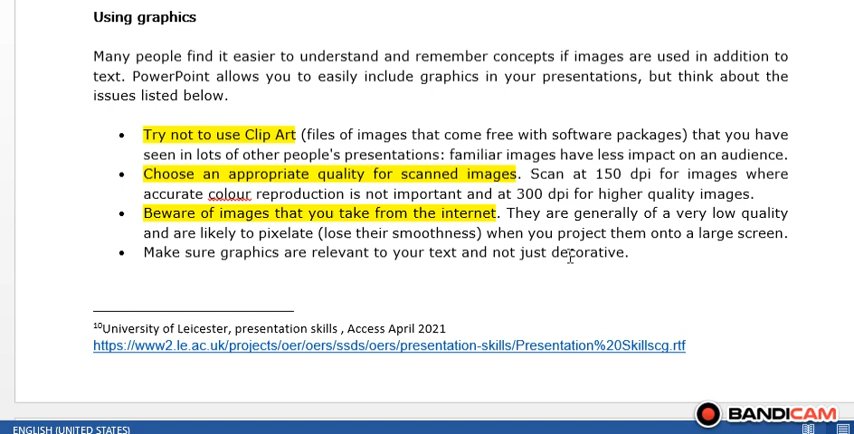 Using graphics
Many people find it easier to understand and remember concepts if images are used in addition to
text. PowerPoint allows you to easily include graphics in your presentations, but think about the
issues listed below.
• Try not to use Clip Art (files of images that come free with software packages) that you have
seen in lots of other people's presentations: familiar images have less impact on an audience.
• Choose an appropriate quality for scanned images. Scan at 150 dpi for images where
accurate colour reproduction is not important and at 300 dpi for higher quality images.
• Beware of images that you take from the internet. They are generally of a very low quality
and are likely to pixelate (lose their smoothness) when you project them onto a large screen.
• Make sure graphics are relevant to your text and not just decorative.
10University of Leicester, presentation skills , Access April 2021
https://www2.le.ac.uk/projects/oer/oers/ssds/oers/presentation-skills/Presentation%20Skillscg.rtf
BANDICAM
ENGLISH (UNITED STATES)